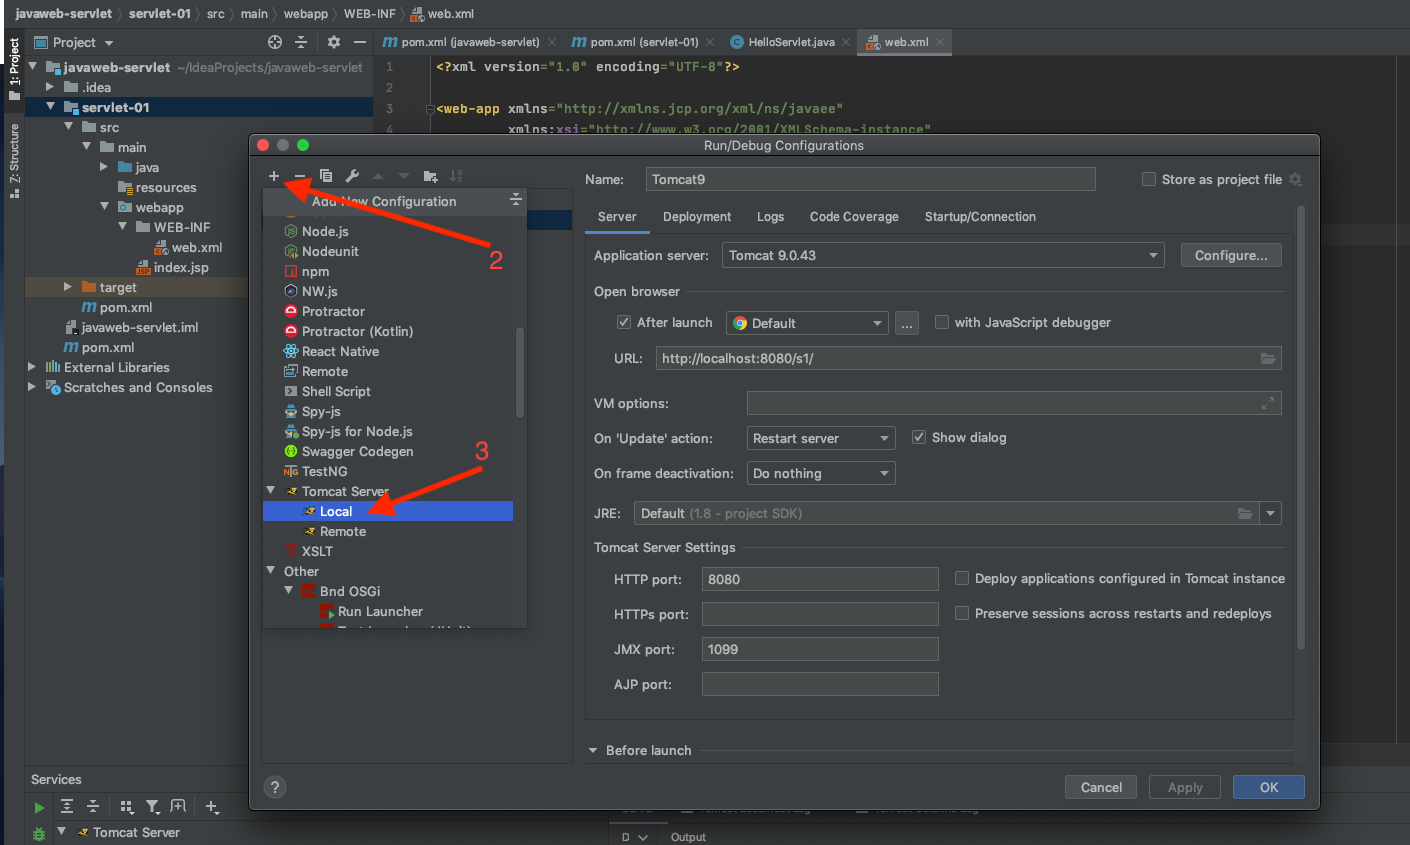 javaweb-servlet servlet-01 src main webapp WEB-INF web.xml
Project
pom.xml (javaweb-servlet) pom.xml (servlet-01) HelloServlet.java web.xml
1: Project
Z: Structure
javaweb-servlet ~/IdeaProjects/javaweb-servlet
.idea
servlet-01
src
main
java
resources
webapp
WEB-INF
web.xml
index.jsp
target
pom.xml
javaweb-servlet.iml
pom.xml
External Libraries
Scratches and Consoles
1 <?xml version="1.0" encoding="UTF-8"?>
2
3 <web-app xmlns="http://xmlns.jcp.org/xml/ns/javaee"
4 xmlns:xsi="http://www.w3.org/2001/XMLSchema-instance"
Run/Debug Configurations
Add New Configuration
2
Node.js
Nodeunit
npm
NW.js
Protractor
Protractor (Kotlin)
React Native
Remote
Shell Script
Spy-js
Spy-js for Node.js
Swagger Codegen
3
TestNG
Tomcat Server
Local
Remote
XSLT
Other
Bnd OSGi
Run Launcher
Name: Tomcat9 Store as project file
Server Deployment Logs Code Coverage Startup/Connection
Application server: Tomcat 9.0.43 Configure...
Open browser
After launch Default ... with JavaScript debugger
URL: http://localhost:8080/s1/
VM options:
On 'Update' action: Restart server Show dialog
On frame deactivation: Do nothing
JRE: Default (1.8 - project SDK)
Tomcat Server Settings
HTTP port: 8080 Deploy applications configured in Tomcat instance
HTTPs port: Preserve sessions across restarts and redeploys
JMX port: 1099
AJP port:
Before launch
? Cancel Apply OK
Services
Tomcat Server
D Output